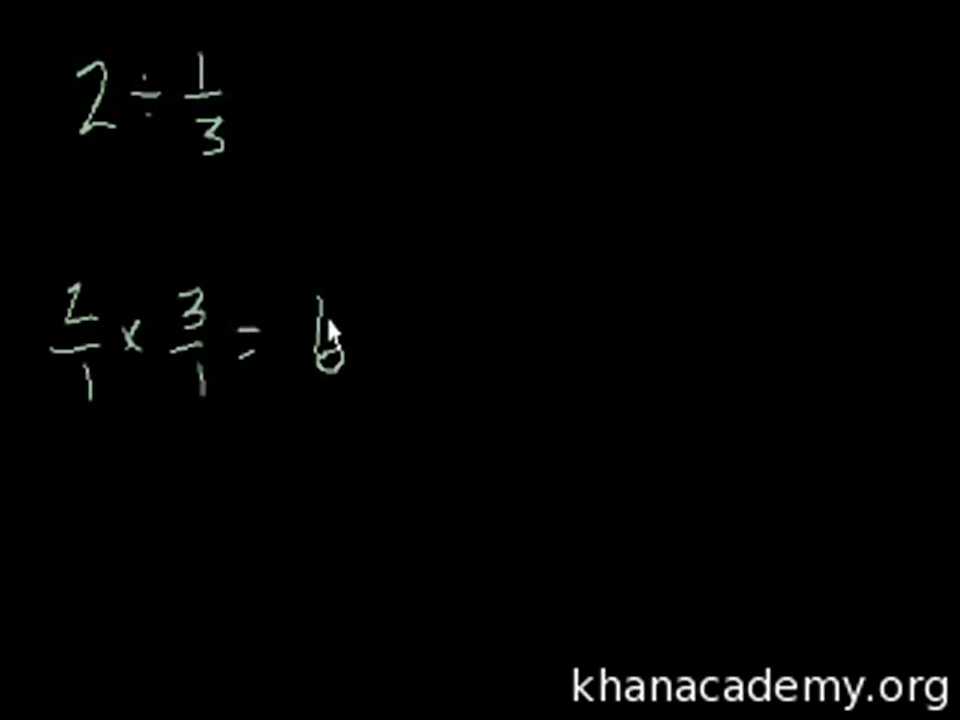 2 ÷ 1/3
2/1 × 3/1 = 6
khanacademy.org